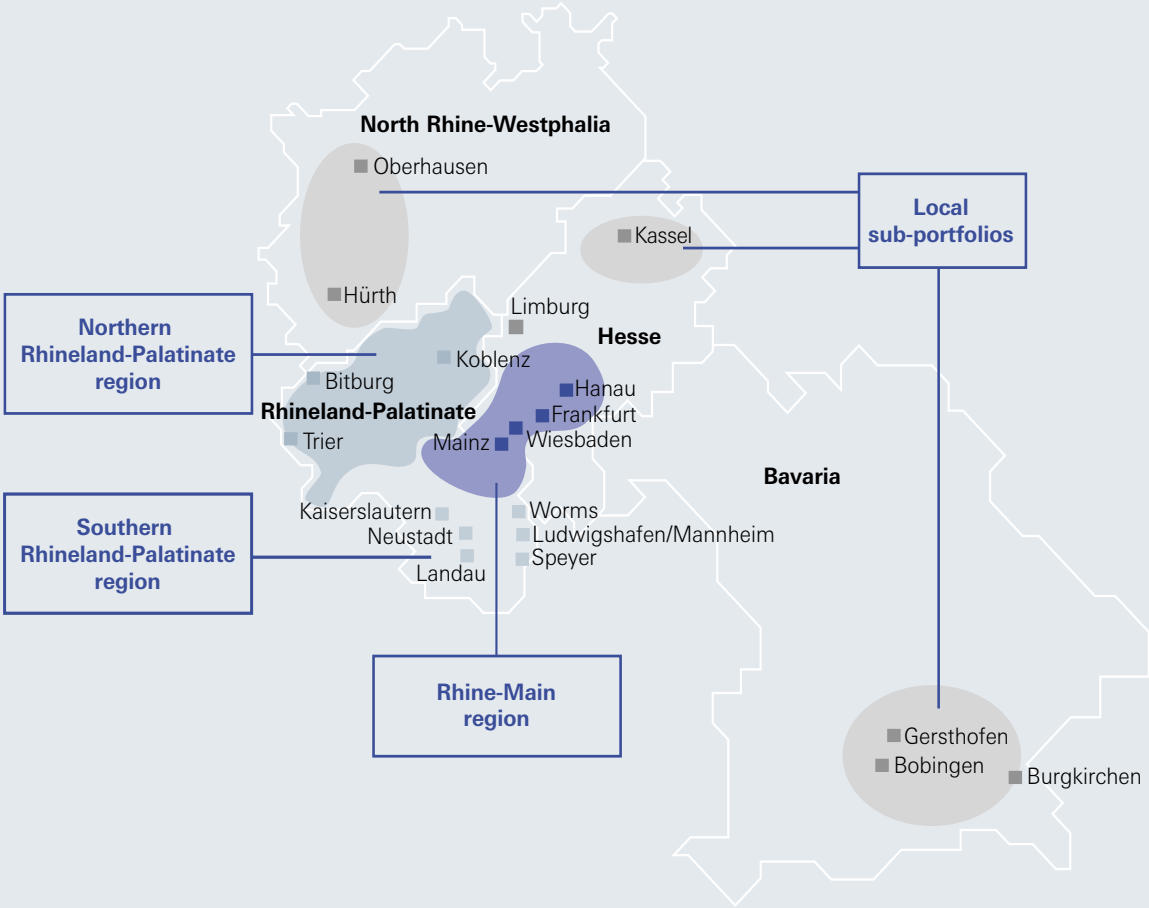 North Rhine-Westphalia
Oberhausen
Local
sub-portfolios
Kassel
Hürth
Limburg
Northern
Rhineland-Palatinate
region
Hesse
Koblenz
Bitburg
Hanau
Rhineland-Palatinate
Frankfurt
Trier
Mainz
Wiesbaden
Bavaria
Kaiserslautern
Worms
Southern
Rhineland-Palatinate
region
Neustadt
Ludwigshafen/Mannheim
Landau
Speyer
Rhine-Main
region
Gersthofen
Bobingen
Burgkirchen